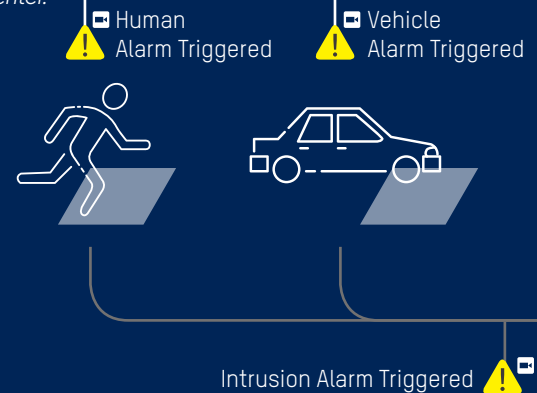 Human
Alarm Triggered
Vehicle
Alarm Triggered
Intrusion Alarm Triggered